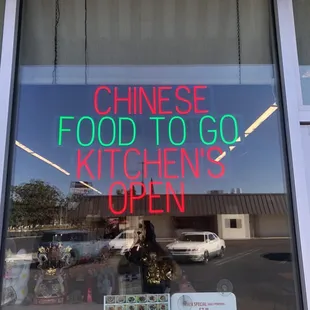 CHINESE
FOOD TO GO
KITCHEN'S
OPEN